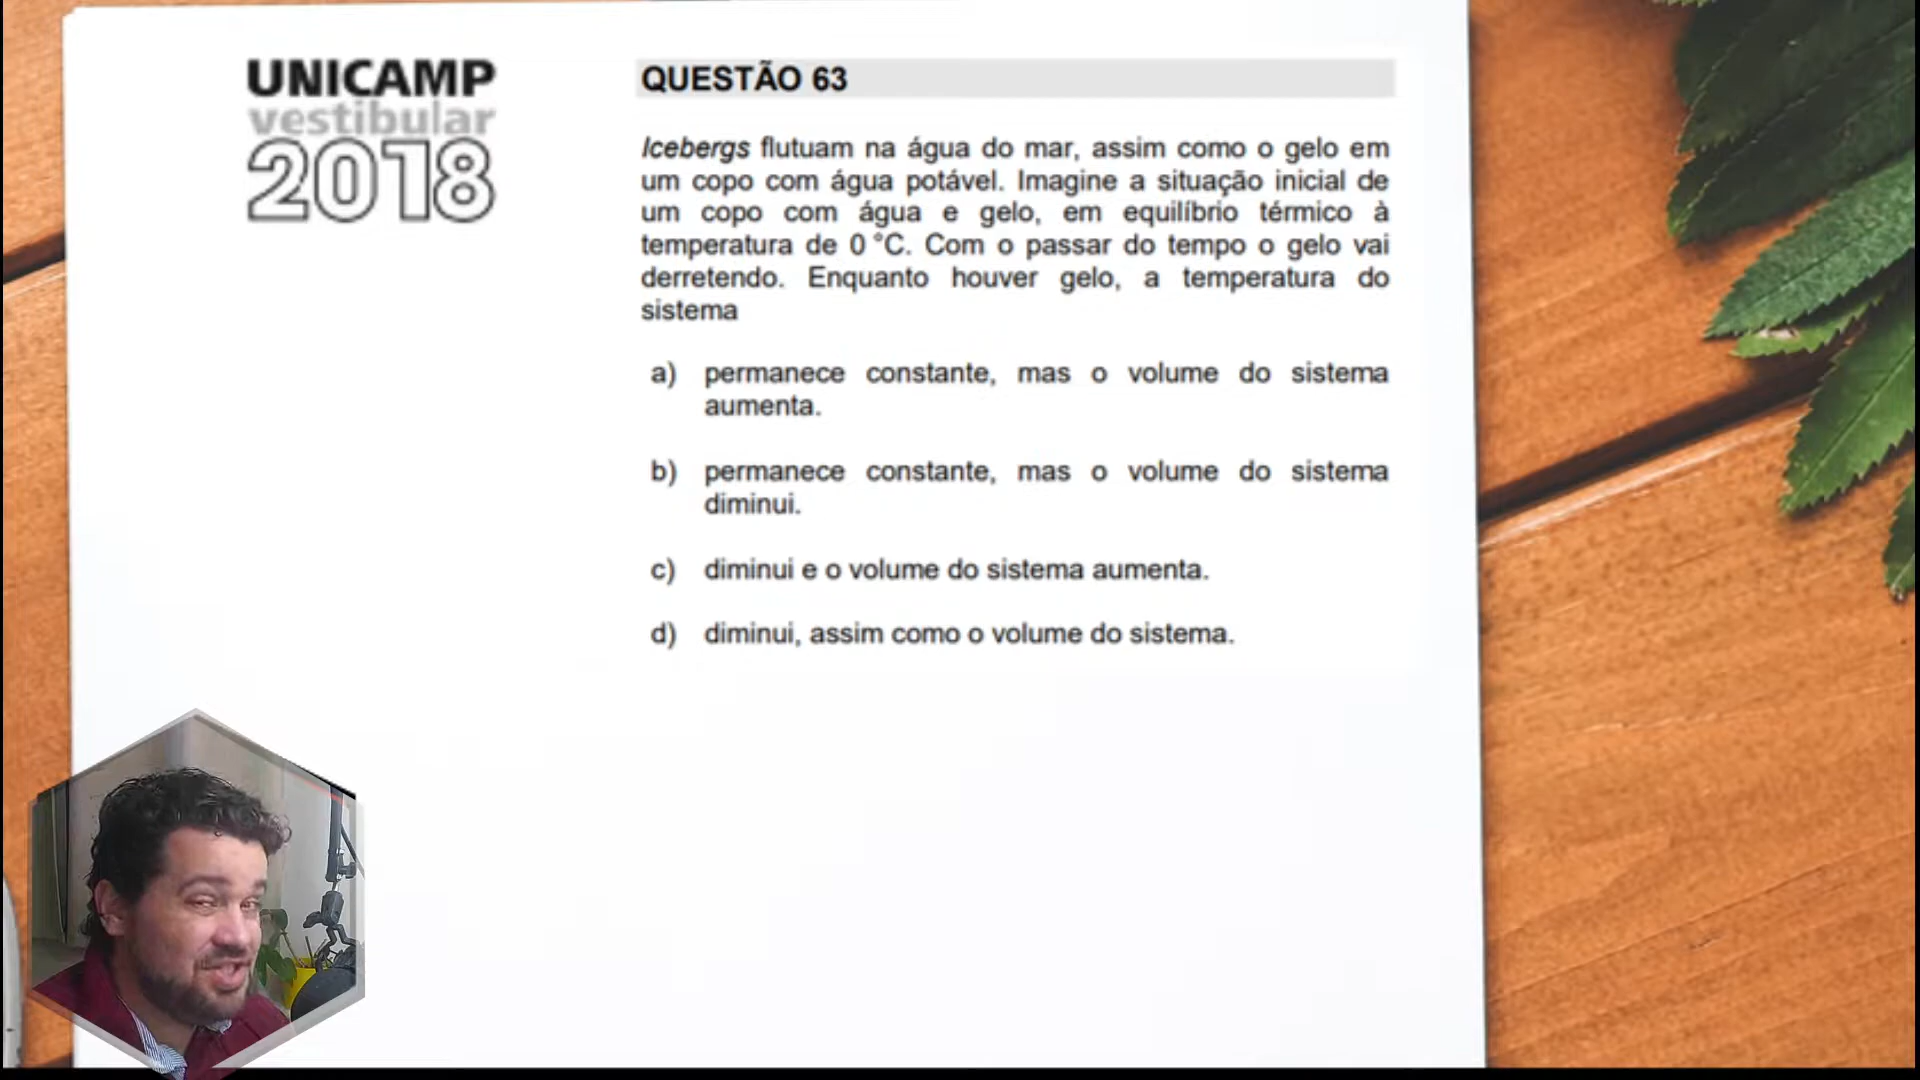 UNICAMP
vestibular
2018
QUESTÃO 63
Icebergs flutuam na água do mar, assim como o gelo em
um copo com água potável. Imagine a situação inicial de
um copo com água e gelo, em equilíbrio térmico à
temperatura de 0 °C. Com o passar do tempo o gelo vai
derretendo. Enquanto houver gelo, a temperatura do
sistema
a) permanece constante, mas o volume do sistema
aumenta.
b) permanece constante, mas o volume do sistema
diminui.
c) diminui e o volume do sistema aumenta.
d) diminui, assim como o volume do sistema.